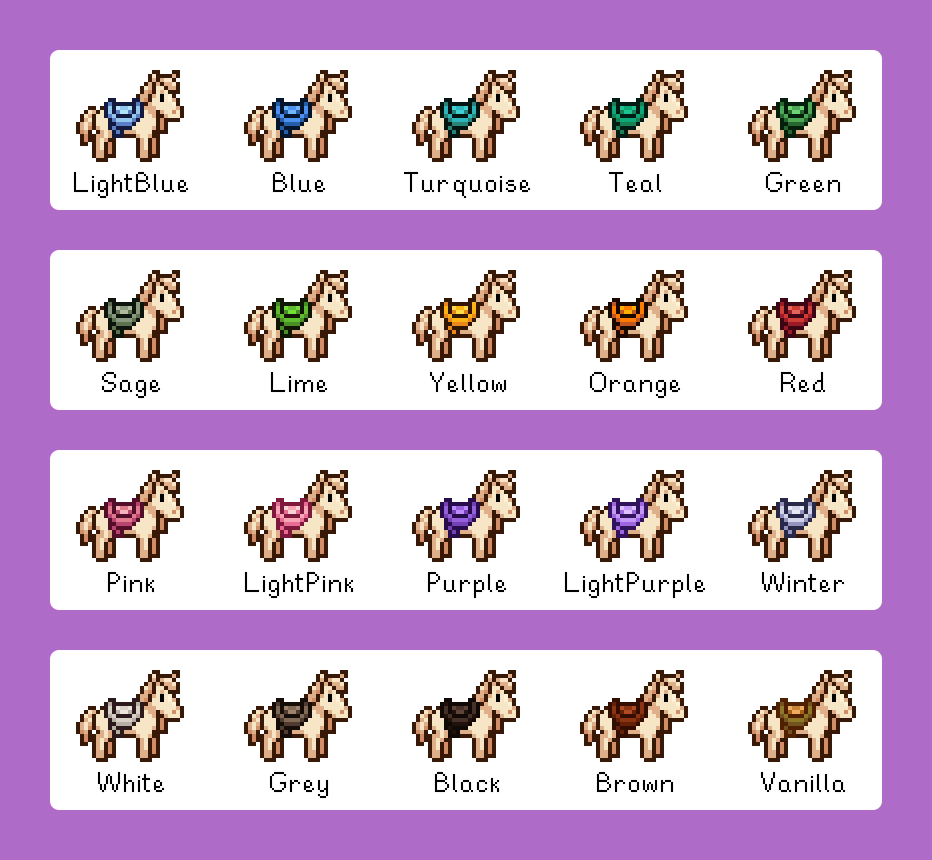 LightBlue Blue Turquoise Teal Green
Sage Lime Yellow Orange Red
Pink LightPink Purple LightPurple Winter
White Grey Black Brown Vanilla